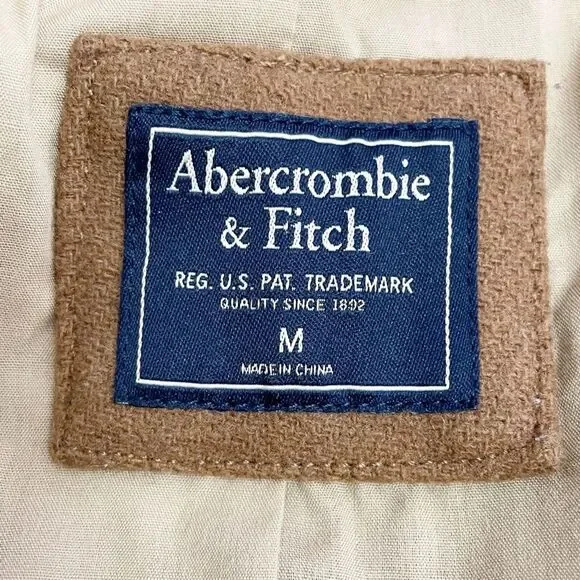 Abercrombie
& Fitch
REG. U.S. PAT. TRADEMARK
QUALITY SINCE 1892
M
MADE IN CHINA